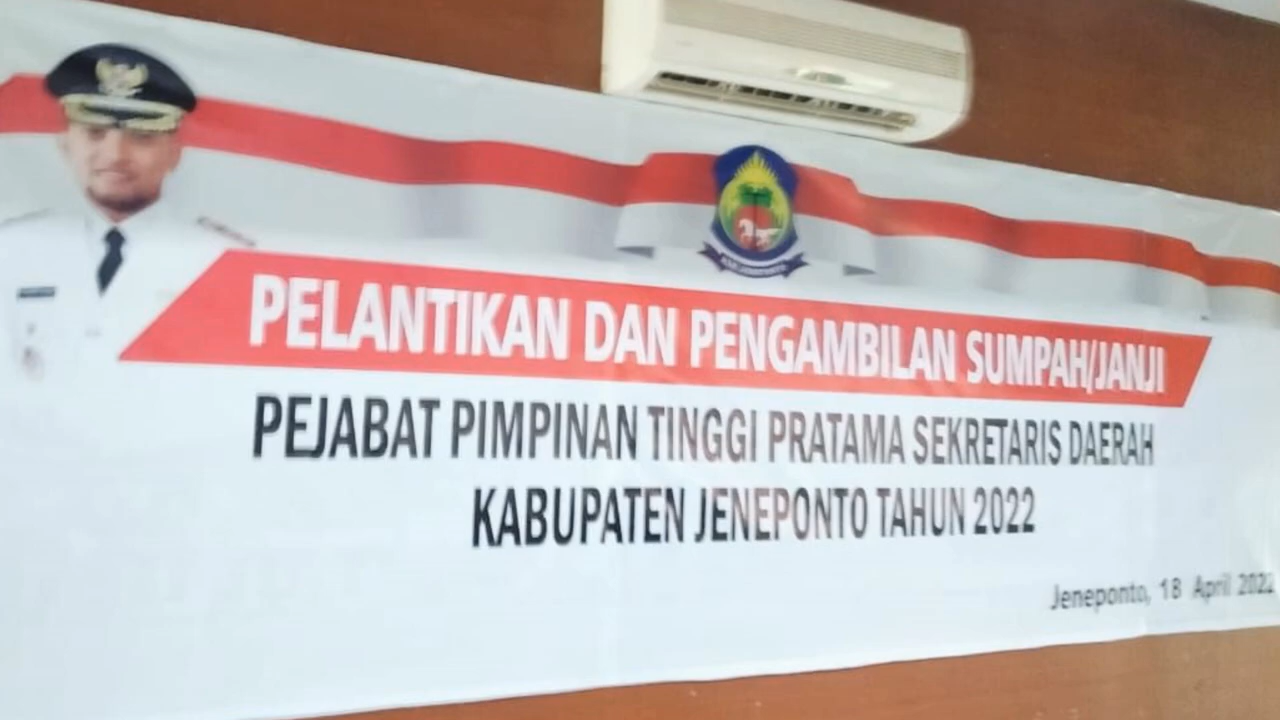 PELANTIKAN DAN PENGAMBILAN SUMPAH/JANJI
PEJABAT PIMPINAN TINGGI PRATAMA SEKRETARIS DAERAH
KABUPATEN JENEPONTO TAHUN 2022
Jeneponto, 18 April 2022